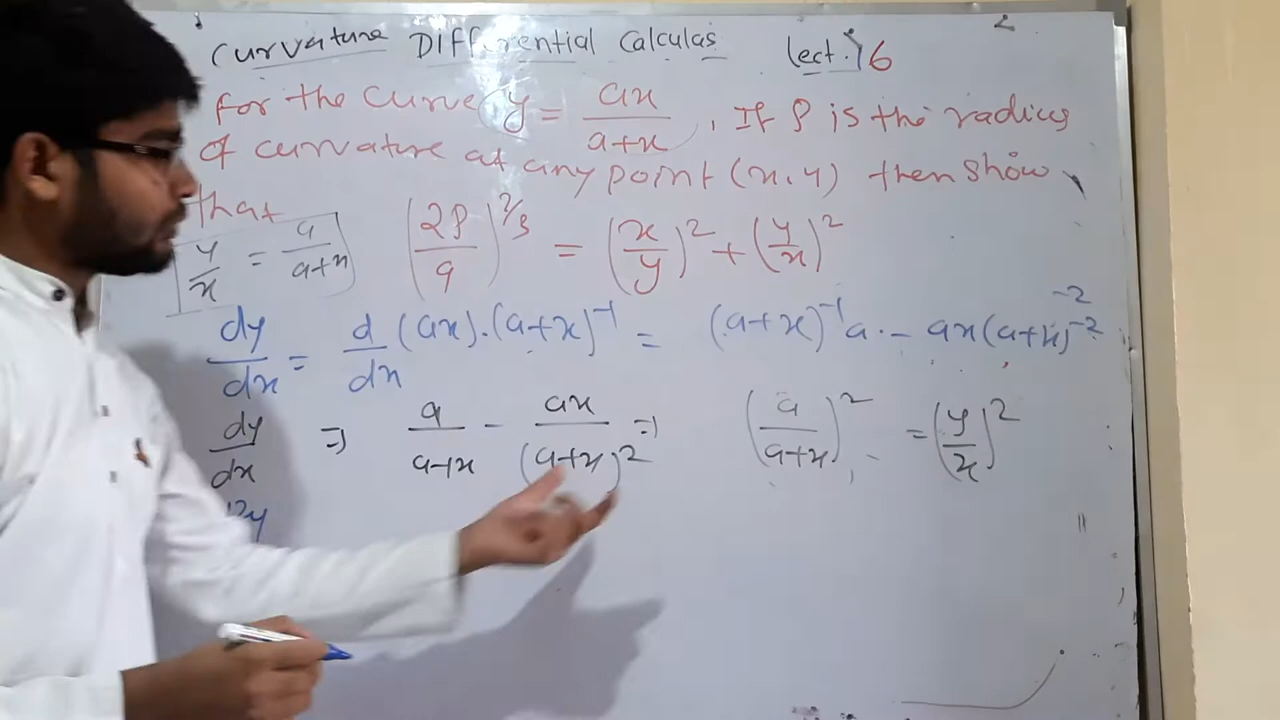 Curvature Differential Calculas lect. 16
for the curve y = ax/(a+x), If ρ is the radius
of curvature at any point (x,y) then show
that
y/x = a/(a+x) (2ρ/a)^2/3 = (x/y)^2 + (y/x)^2
dy/dx = d/dx (ax).(a+x)^-1 = (a+x)^-1 a . - ax(a+x)^-2 -2
dy/dx ⇒ a/(a+x) - ax/(a+x)^2 ⇒ (a/(a+x))^2 = (y/x)^2